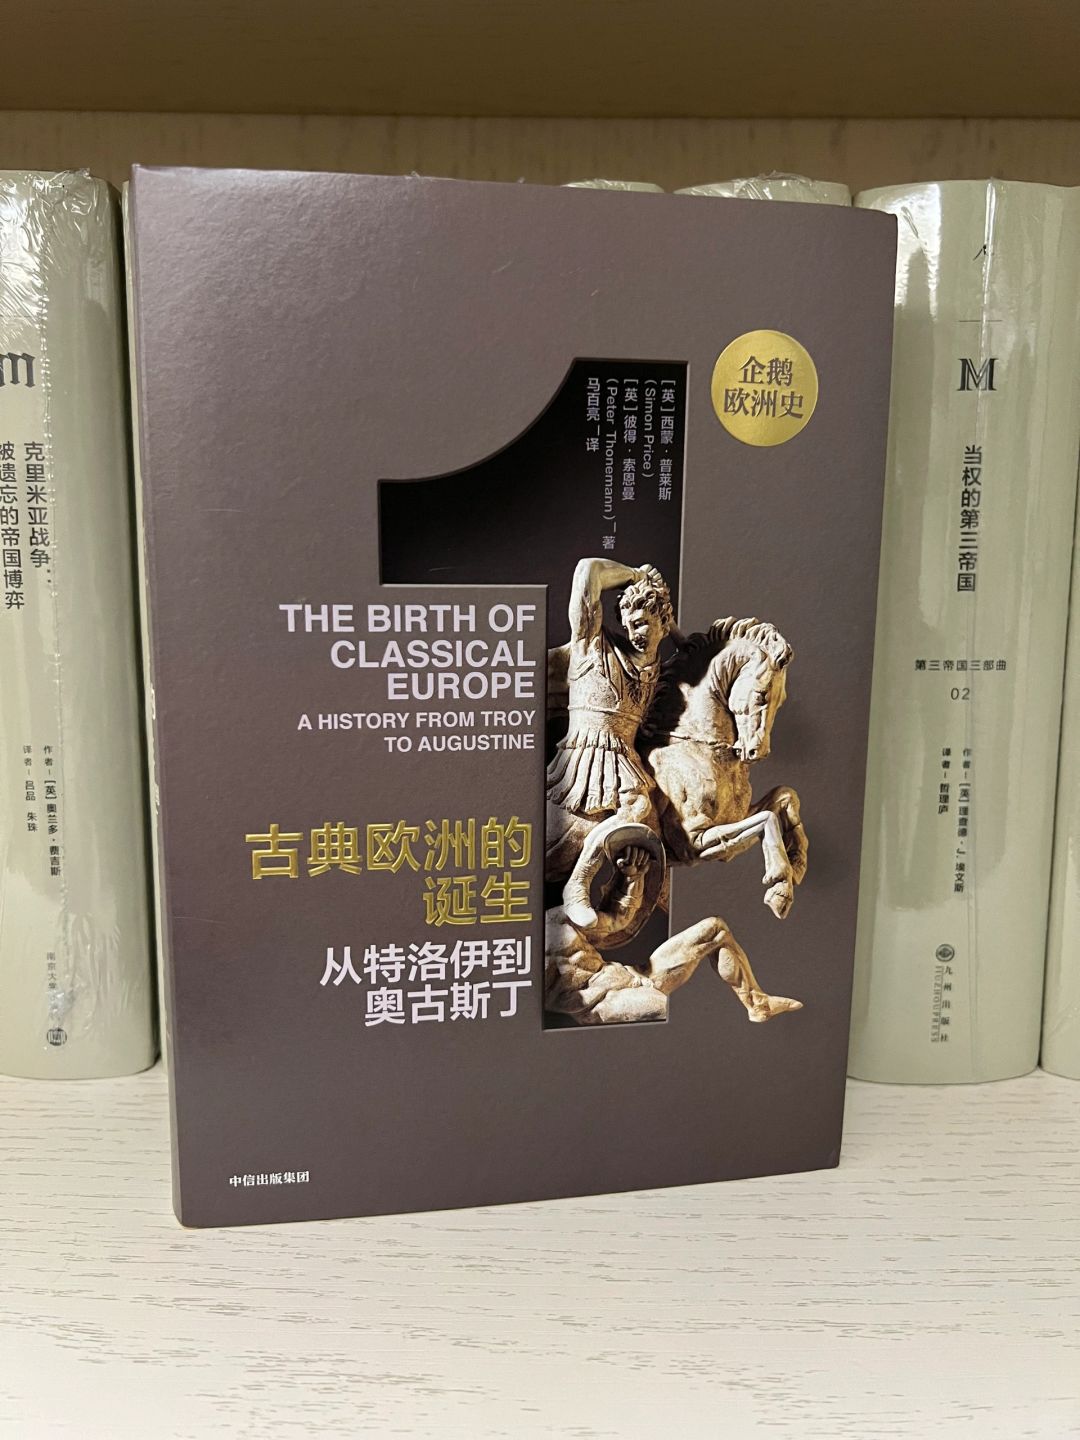 企鹅
欧洲史
[英]西蒙·普莱斯
(Simon Price)
[英]彼得·索恩曼
(Peter Thonemann)—著
马百亮—译
THE BIRTH OF
CLASSICAL
EUROPE
A HISTORY FROM TROY
TO AUGUSTINE
古典欧洲的
诞生
从特洛伊到
奥古斯丁
中信出版集团
m
克里米亚战争:
被遗忘的帝国博弈
作者—[英]奥兰多·费吉斯
译者—吕品 朱珠
南京大
M
当权的第三帝国
第三帝国三部曲
02
作者—[英]理查德·J.埃文斯
译者—哲理庐
九州出版社
JIUZHOUPRESS